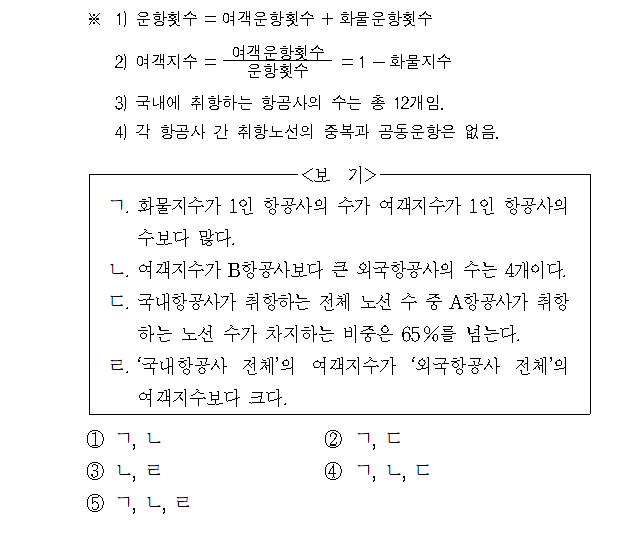 ※ 1) 운항횟수 = 여객운항횟수 + 화물운항횟수
2) 여객지수 = 여객운항횟수 / 운항횟수 = 1 - 화물지수
3) 국내에 취항하는 항공사의 수는 총 12개임.
4) 각 항공사 간 취항노선의 중복과 공동운항은 없음.
<보 기>
ㄱ. 화물지수가 1인 항공사의 수가 여객지수가 1인 항공사의
수보다 많다.
ㄴ. 여객지수가 B항공사보다 큰 외국항공사의 수는 4개이다.
ㄷ. 국내항공사가 취항하는 전체 노선 수 중 A항공사가 취항
하는 노선 수가 차지하는 비중은 65%를 넘는다.
ㄹ. ‘국내항공사 전체’의 여객지수가 ‘외국항공사 전체’의
여객지수보다 크다.
① ㄱ, ㄴ ② ㄱ, ㄷ
③ ㄴ, ㄹ ④ ㄱ, ㄴ, ㄷ
⑤ ㄱ, ㄴ, ㄹ